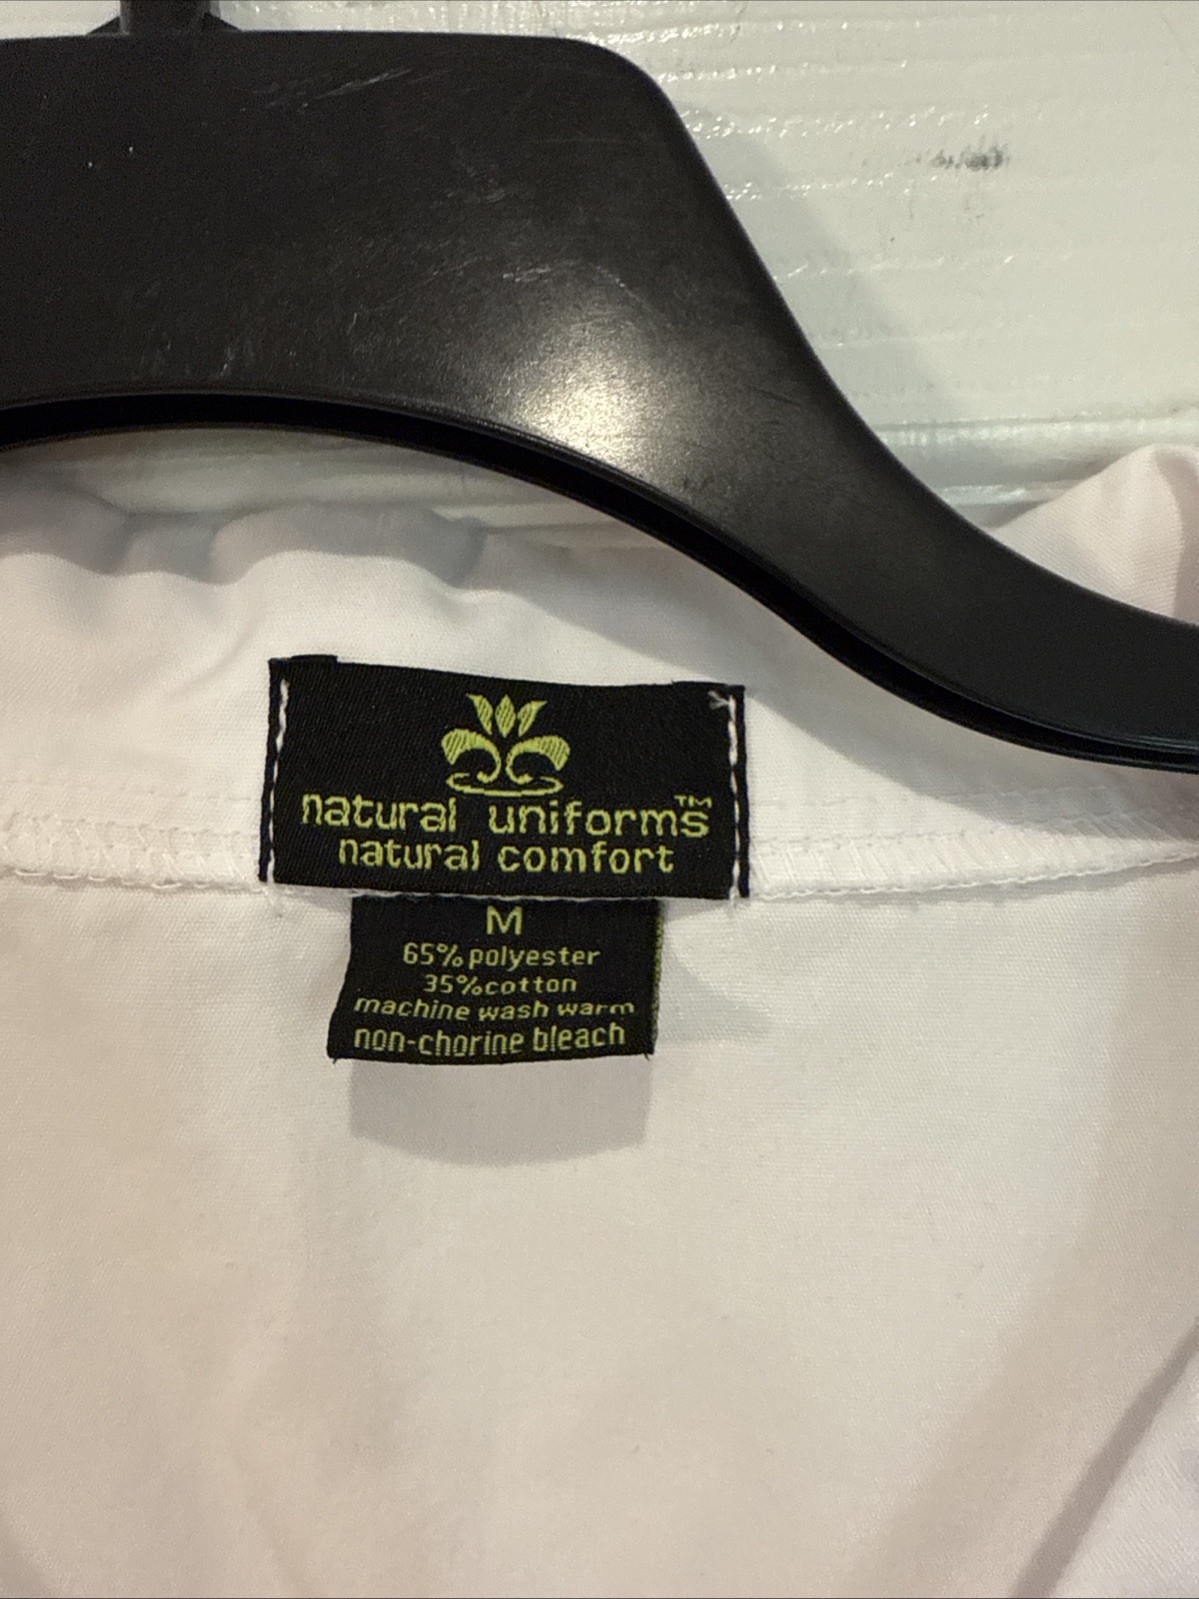 natural uniforms™
natural comfort
M
65% polyester
35%cotton
machine wash warm
non-chorine bleach